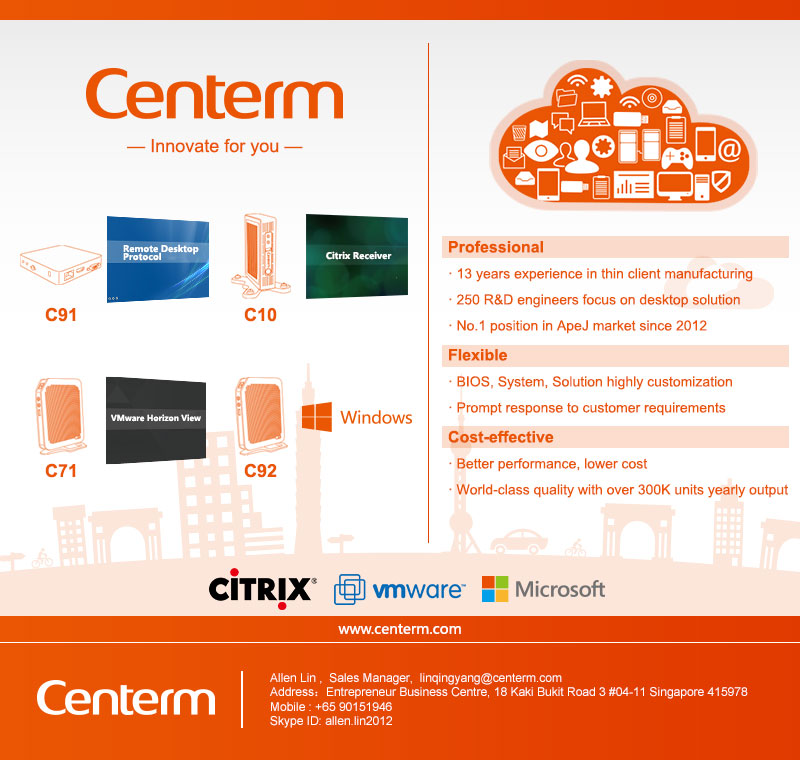 Centerm
— Innovate for you —
Remote Desktop
Protocol
C91
Citrix Receiver
C10
VMware Horizon View
C71
C92
Windows
@
Professional
· 13 years experience in thin client manufacturing
· 250 R&D engineers focus on desktop solution
· No.1 position in ApeJ market since 2012
Flexible
· BIOS, System, Solution highly customization
· Prompt response to customer requirements
Cost-effective
· Better performance, lower cost
· World-class quality with over 300K units yearly output
CiTRIX® vmware™ Microsoft
www.centerm.com
Centerm
Allen Lin , Sales Manager, linqingyang@centerm.com
Address：Entrepreneur Business Centre, 18 Kaki Bukit Road 3 #04-11 Singapore 415978
Mobile : +65 90151946
Skype ID: allen.lin2012